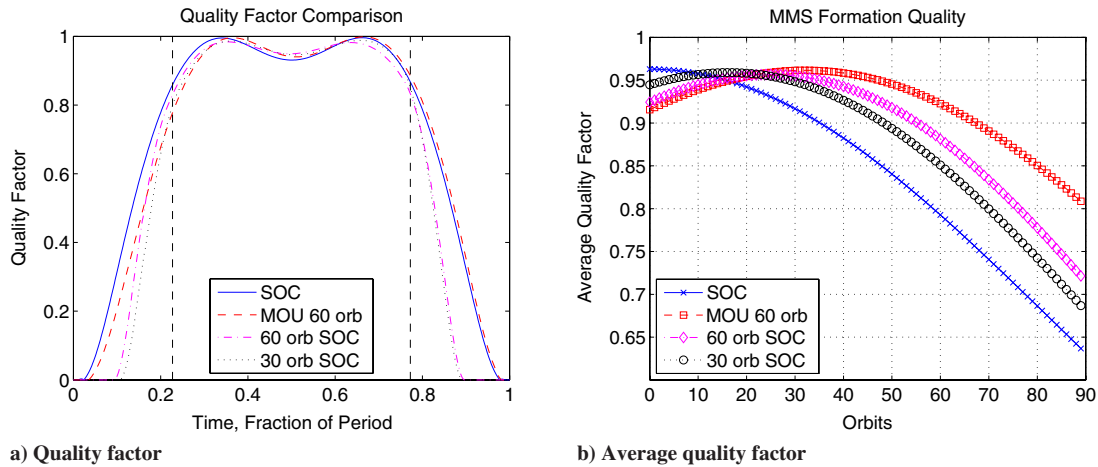 Quality Factor Comparison
1
0.8
0.6
0.4
0.2
0
Quality Factor
SOC
MOU 60 orb
60 orb SOC
30 orb SOC
0 0.2 0.4 0.6 0.8 1
Time, Fraction of Period
a) Quality factor
MMS Formation Quality
1
0.95
0.9
0.85
0.8
0.75
0.7
0.65
Average Quality Factor
SOC
MOU 60 orb
60 orb SOC
30 orb SOC
0 10 20 30 40 50 60 70 80 90
Orbits
b) Average quality factor